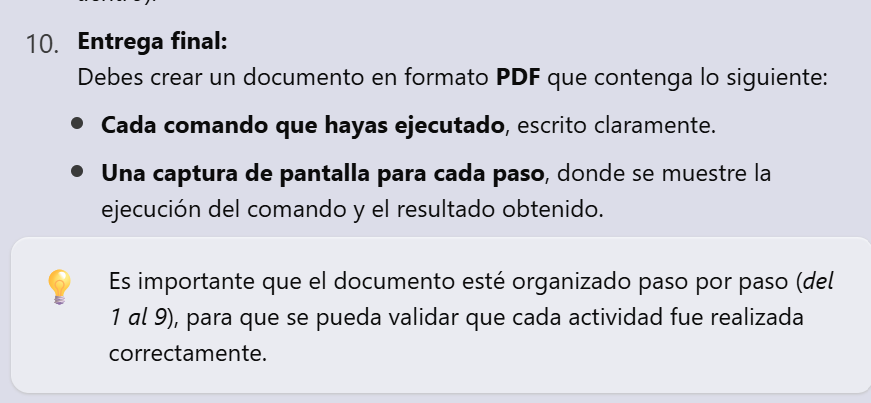 10. Entrega final:
Debes crear un documento en formato PDF que contenga lo siguiente:
• Cada comando que hayas ejecutado, escrito claramente.
• Una captura de pantalla para cada paso, donde se muestre la
ejecución del comando y el resultado obtenido.
Es importante que el documento esté organizado paso por paso (del
1 al 9), para que se pueda validar que cada actividad fue realizada
correctamente.